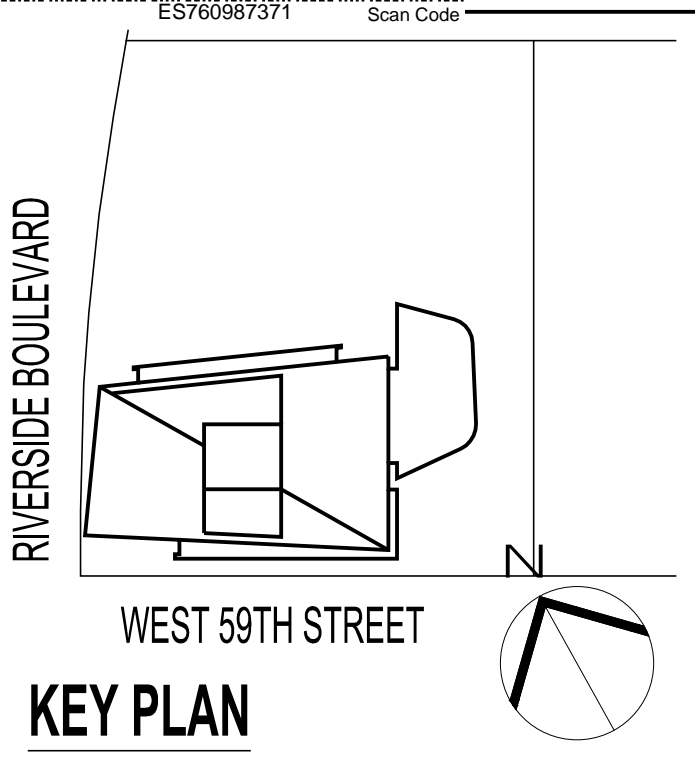 ES760987371 Scan Code
RIVERSIDE BOULEVARD
N
WEST 59TH STREET
KEY PLAN